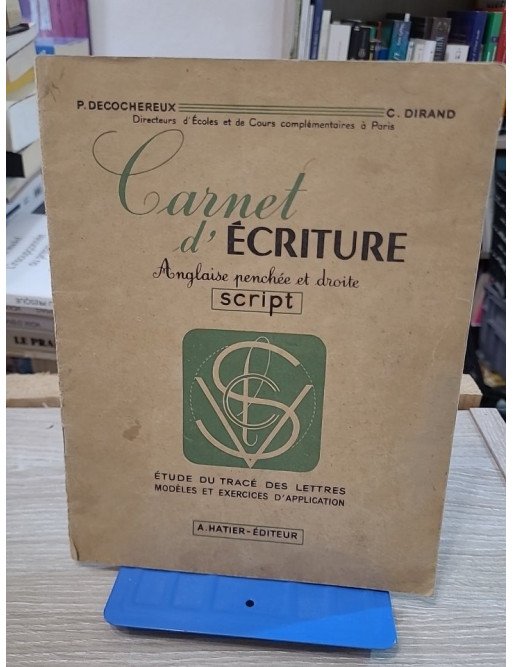 P. DECOCHEREUX
C. DIRAND
Directeurs d'Écoles et de Cours complémentaires à Paris
Carnet
d'ÉCRITURE
Anglaise penchée et droite
script
ÉTUDE DU TRACÉ DES LETTRES
MODÈLES ET EXERCICES D'APPLICATION
A. HATIER-ÉDITEUR